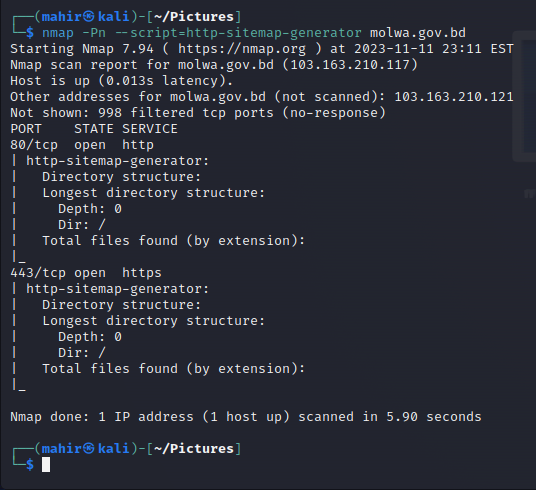 ┌──(mahir㉿kali)-[~/Pictures]
└─$ nmap -Pn --script=http-sitemap-generator molwa.gov.bd
Starting Nmap 7.94 ( https://nmap.org ) at 2023-11-11 23:11 EST
Nmap scan report for molwa.gov.bd (103.163.210.117)
Host is up (0.013s latency).
Other addresses for molwa.gov.bd (not scanned): 103.163.210.121
Not shown: 998 filtered tcp ports (no-response)
PORT    STATE SERVICE
80/tcp  open  http
| http-sitemap-generator:
|   Directory structure:
|   Longest directory structure:
|     Depth: 0
|     Dir: /
|   Total files found (by extension):
|_
443/tcp open  https
| http-sitemap-generator:
|   Directory structure:
|   Longest directory structure:
|     Depth: 0
|     Dir: /
|   Total files found (by extension):
|_
Nmap done: 1 IP address (1 host up) scanned in 5.90 seconds
┌──(mahir㉿kali)-[~/Pictures]
└─$